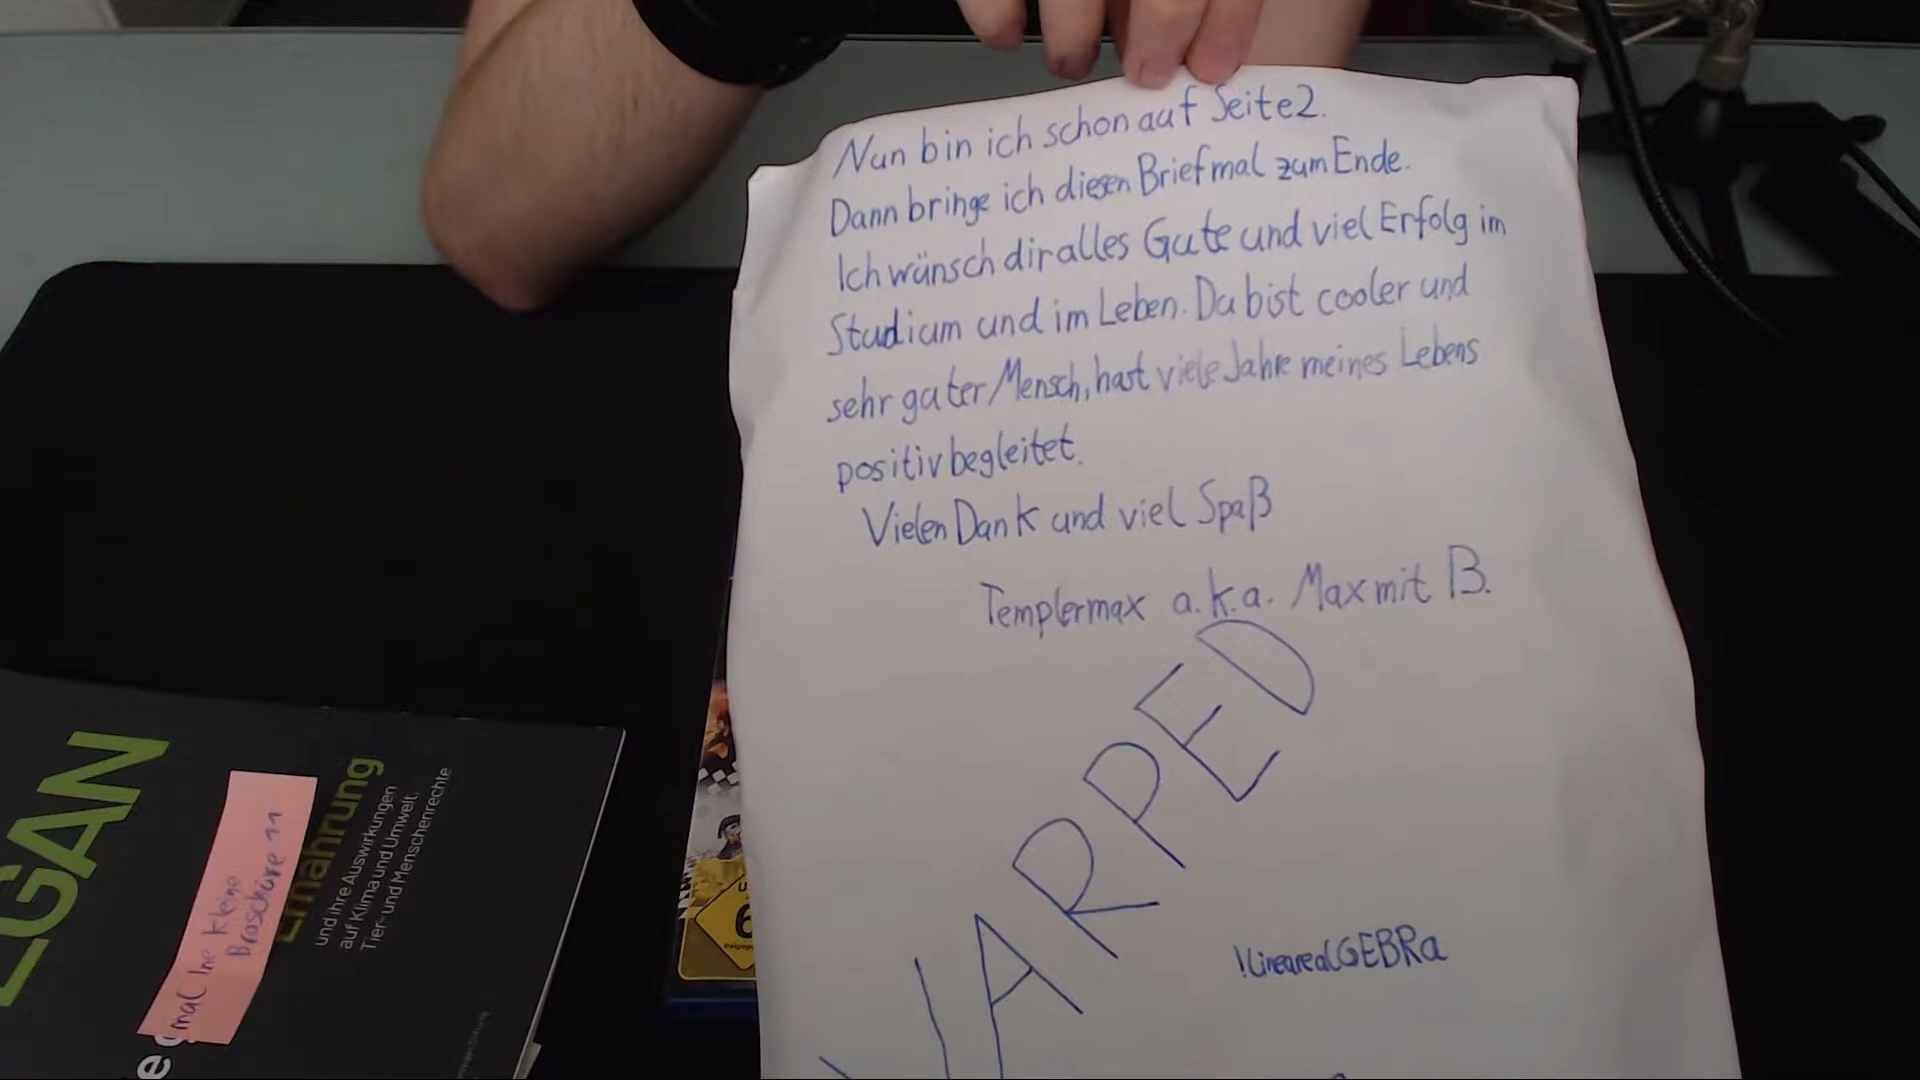 Nun bin ich schon auf Seite 2.
Dann bringe ich diesen Brief mal zum Ende.
Ich wünsch dir alles Gute und viel Erfolg im
Studium und im Leben. Du bist cooler und
sehr guter Mensch, hast viele Jahre meines Lebens
positiv begleitet.
Vielen Dank und viel Spaß
Templermax a.k.a. Max mit B.
WARPED
!LinearealGEBRa
EGAN
mal Ne kleine
Broschüre ^^
Ernährung
und ihre Auswirkungen
auf Klima und Umwelt,
Tier- und Menschenrechte
6